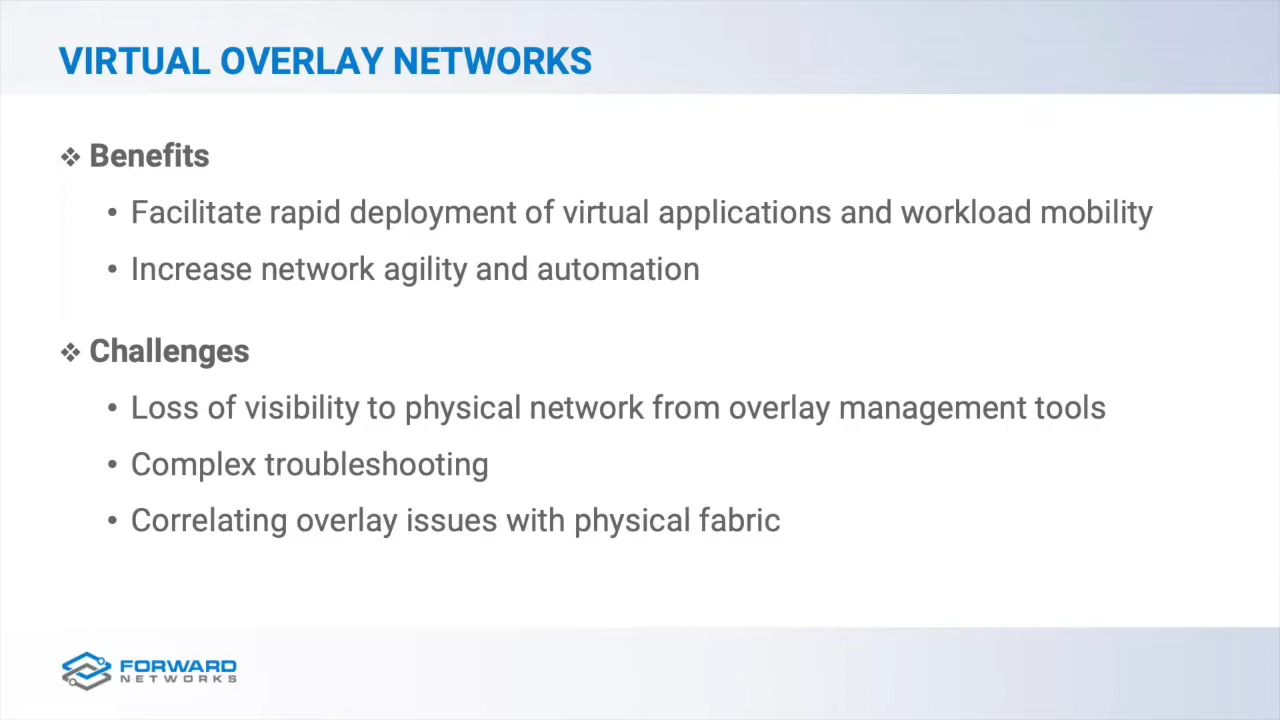 VIRTUAL OVERLAY NETWORKS
❖ Benefits
• Facilitate rapid deployment of virtual applications and workload mobility
• Increase network agility and automation
❖ Challenges
• Loss of visibility to physical network from overlay management tools
• Complex troubleshooting
• Correlating overlay issues with physical fabric
FORWARD
NETWORKS